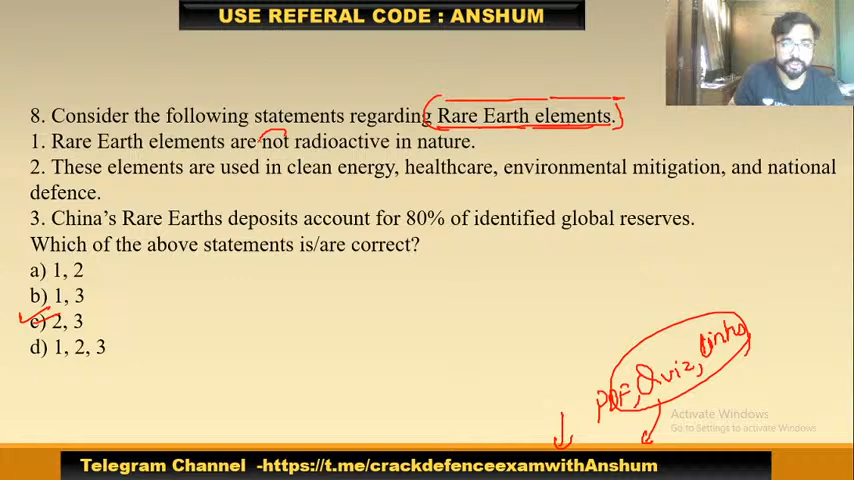 USE REFERAL CODE : ANSHUM
8. Consider the following statements regarding Rare Earth elements.
1. Rare Earth elements are not radioactive in nature.
2. These elements are used in clean energy, healthcare, environmental mitigation, and national
defence.
3. China's Rare Earths deposits account for 80% of identified global reserves.
Which of the above statements is/are correct?
a) 1, 2
b) 1, 3
c) 2, 3
d) 1, 2, 3
PDF, Quiz, Links
Activate Windows
Go to Settings to activate Windows.
Telegram Channel -https://t.me/crackdefenceexamwithAnshum